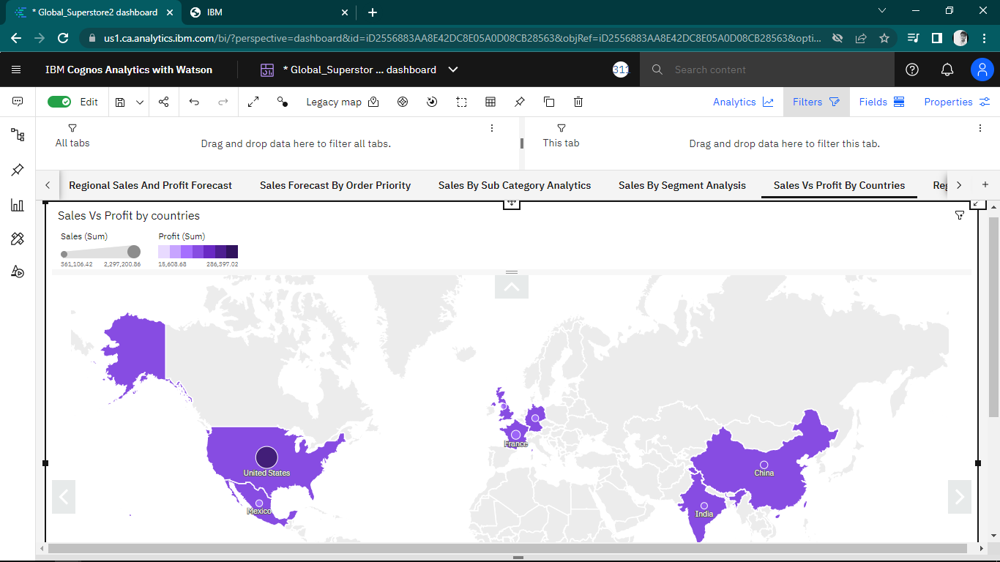 * Global_Superstore2 dashboard
IBM
us1.ca.analytics.ibm.com/bi/?perspective=dashboard&id=iD2556883AA8E42DC8E05A0D08CB28563&objRef=iD2556883AA8E42DC8E05A0D08CB28563&opti...
IBM Cognos Analytics with Watson
* Global_Superstor ... dashboard
311
Search content
Edit
Legacy map
Analytics
Filters
Fields
Properties
All tabs
Drag and drop data here to filter all tabs.
This tab
Drag and drop data here to filter this tab.
Regional Sales And Profit Forecast
Sales Forecast By Order Priority
Sales By Sub Category Analytics
Sales By Segment Analysis
Sales Vs Profit By Countries
Reg
Sales Vs Profit by countries
Sales (Sum)
Profit (Sum)
361,106.42
2,297,200.86
15,608.68
286,397.02
France
United States
China
Mexico
India